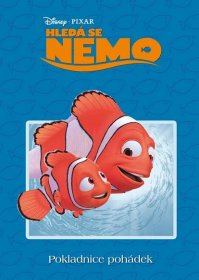 Disney · PIXAR
HLEDÁ SE
NEMO
Pokladnice pohádek